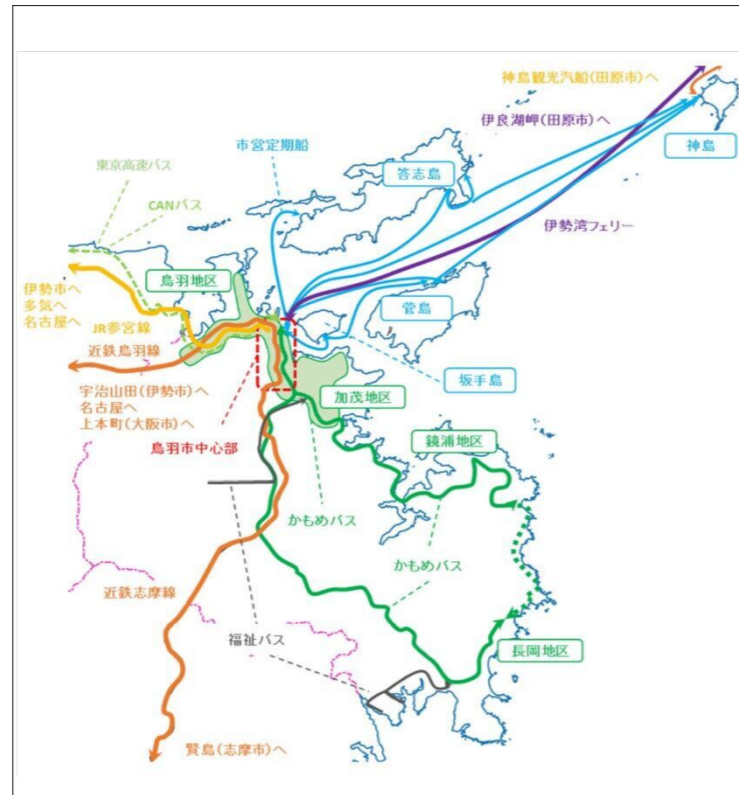 神島観光汽船(田原市)へ
伊良湖岬(田原市)へ
神島
市営定期船
答志島
東京高速バス
CANバス
伊勢湾フェリー
鳥羽地区
伊勢市へ
多気へ
名古屋へ
菅島
JR参宮線
近鉄鳥羽線
坂手島
宇治山田(伊勢市)へ
名古屋へ
上本町(大阪市)へ
加茂地区
鳥羽市中心部
鏡浦地区
かもめバス
かもめバス
近鉄志摩線
福祉バス
長岡地区
賢島(志摩市)へ